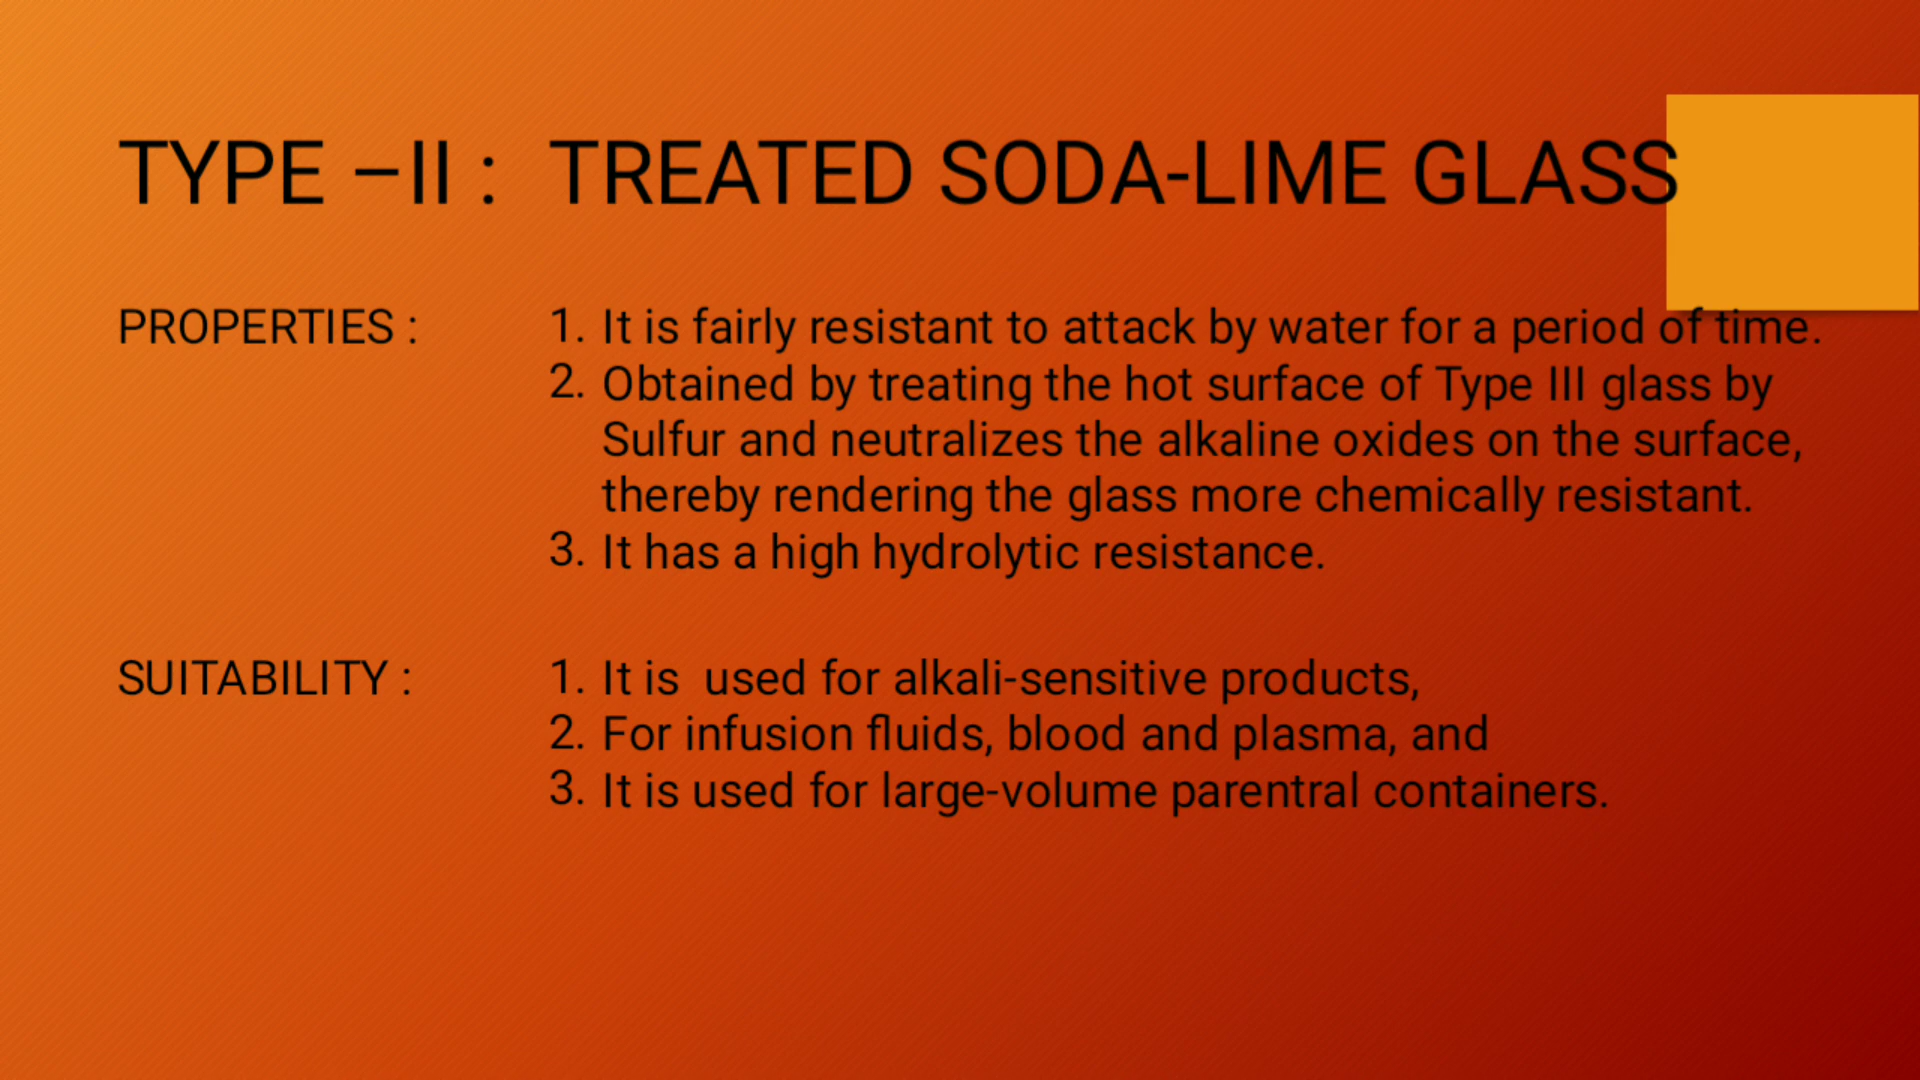 TYPE –II : TREATED SODA-LIME GLASS
PROPERTIES : 1. It is fairly resistant to attack by water for a period of time.
2. Obtained by treating the hot surface of Type III glass by
Sulfur and neutralizes the alkaline oxides on the surface,
thereby rendering the glass more chemically resistant.
3. It has a high hydrolytic resistance.
SUITABILITY : 1. It is used for alkali-sensitive products,
2. For infusion fluids, blood and plasma, and
3. It is used for large-volume parentral containers.